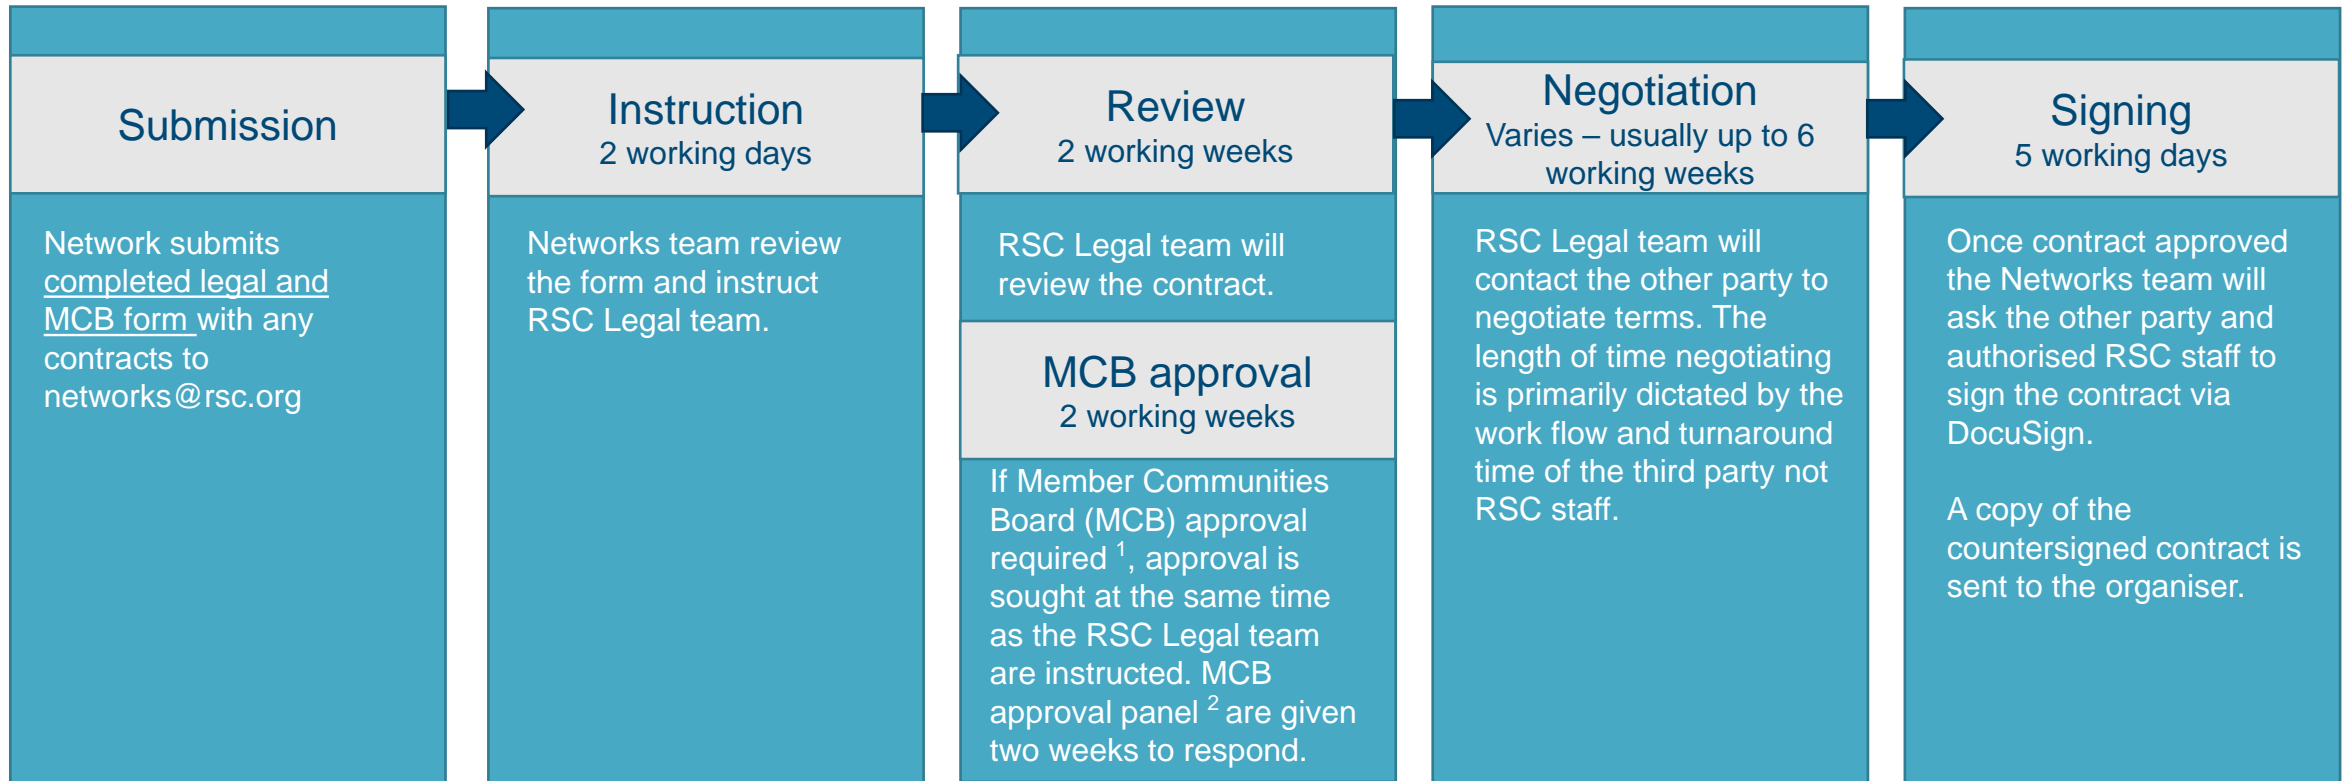 Submission
Network submits
completed legal and
MCB form with any
contracts to
networks@rsc.org
Instruction
2 working days
Networks team review
the form and instruct
RSC Legal team.
Review
2 working weeks
RSC Legal team will
review the contract.
MCB approval
2 working weeks
If Member Communities
Board (MCB) approval
required 1, approval is
sought at the same time
as the RSC Legal team
are instructed. MCB
approval panel 2 are given
two weeks to respond.
Negotiation
Varies – usually up to 6
working weeks
RSC Legal team will
contact the other party to
negotiate terms. The
length of time negotiating
is primarily dictated by the
work flow and turnaround
time of the third party not
RSC staff.
Signing
5 working days
Once contract approved
the Networks team will
ask the other party and
authorised RSC staff to
sign the contract via
DocuSign.
A copy of the
countersigned contract is
sent to the organiser.